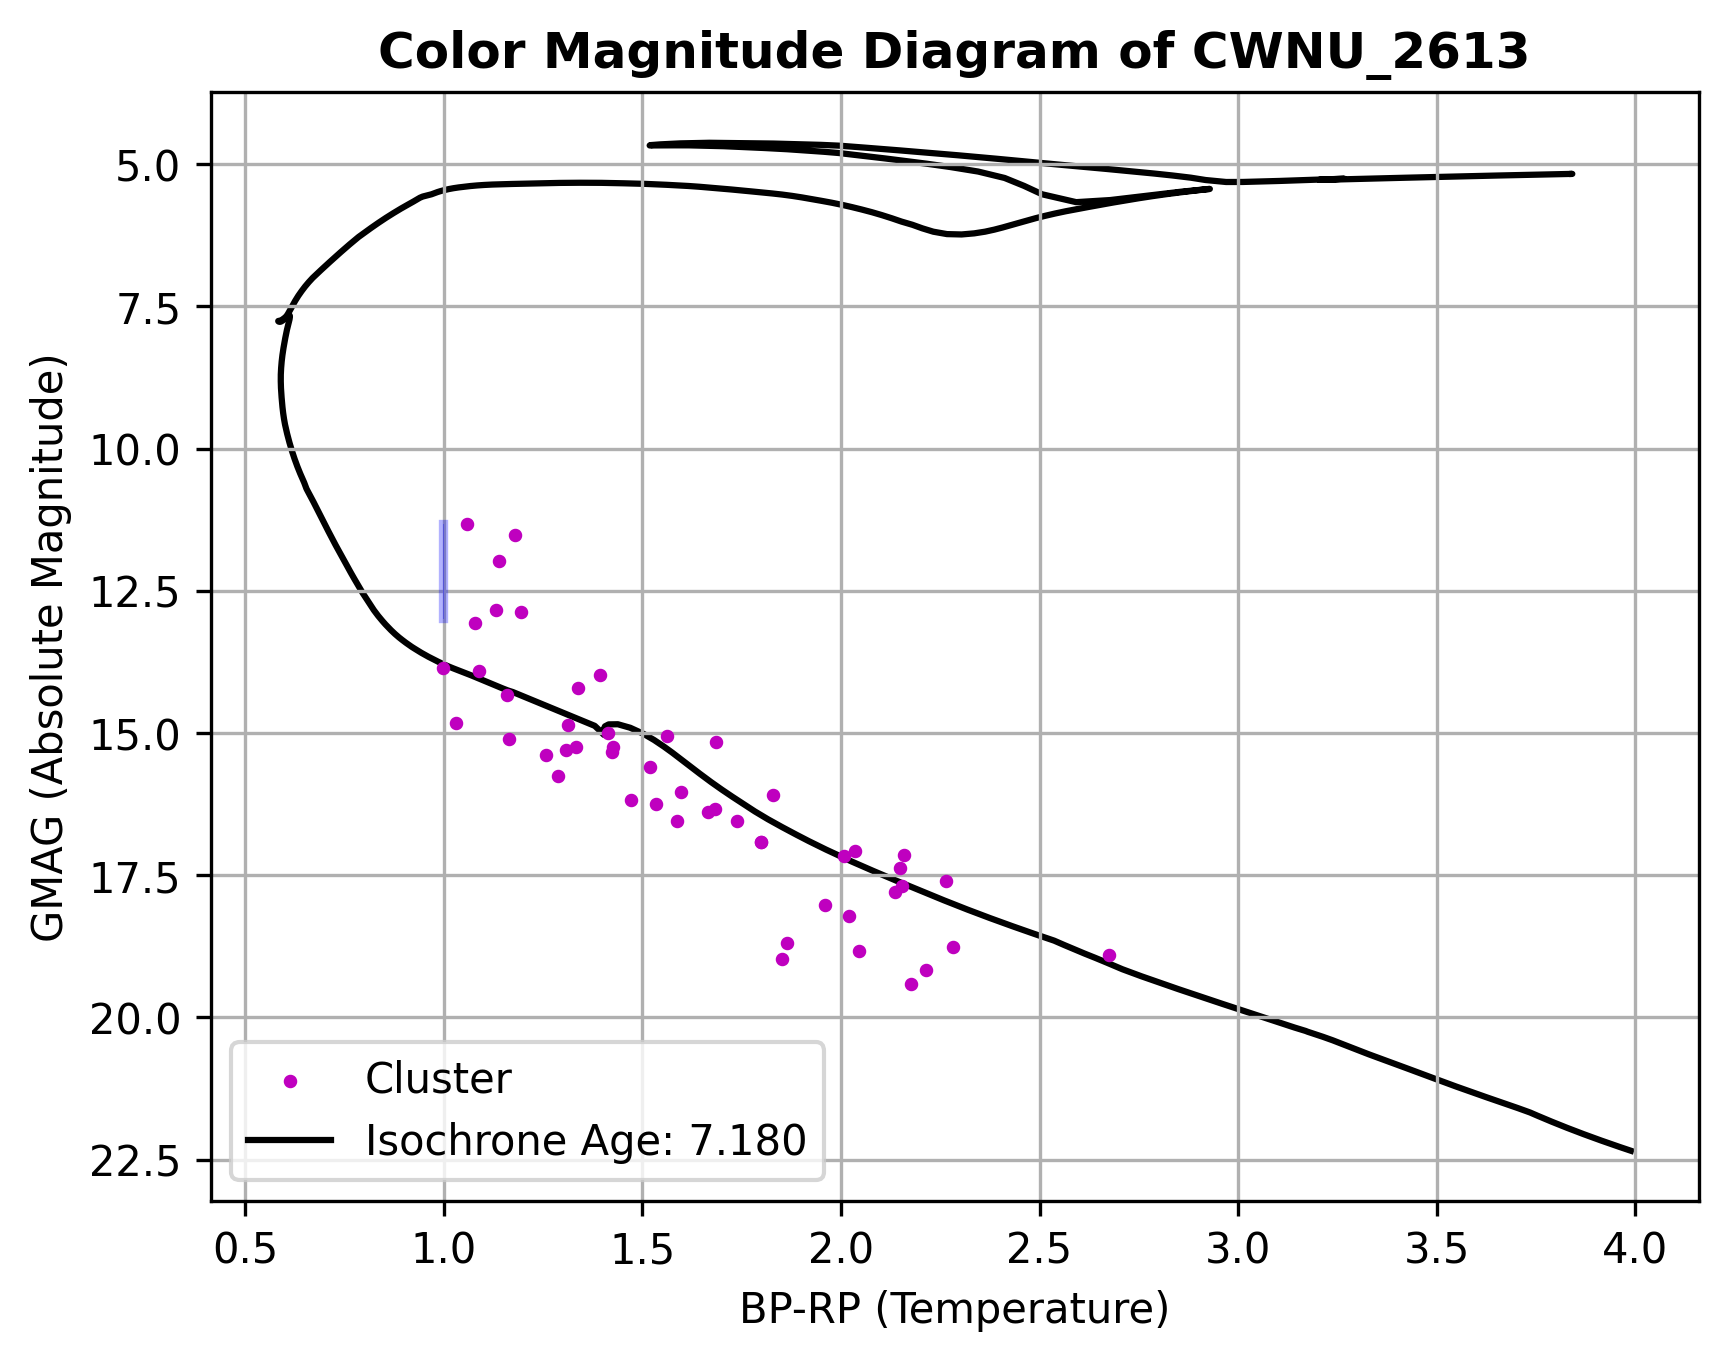 Color Magnitude Diagram of CWNU_2613
GMAG (Absolute Magnitude)
5.0
7.5
10.0
12.5
15.0
17.5
20.0
22.5
Cluster
Isochrone Age: 7.180
0.5 1.0 1.5 2.0 2.5 3.0 3.5 4.0
BP-RP (Temperature)